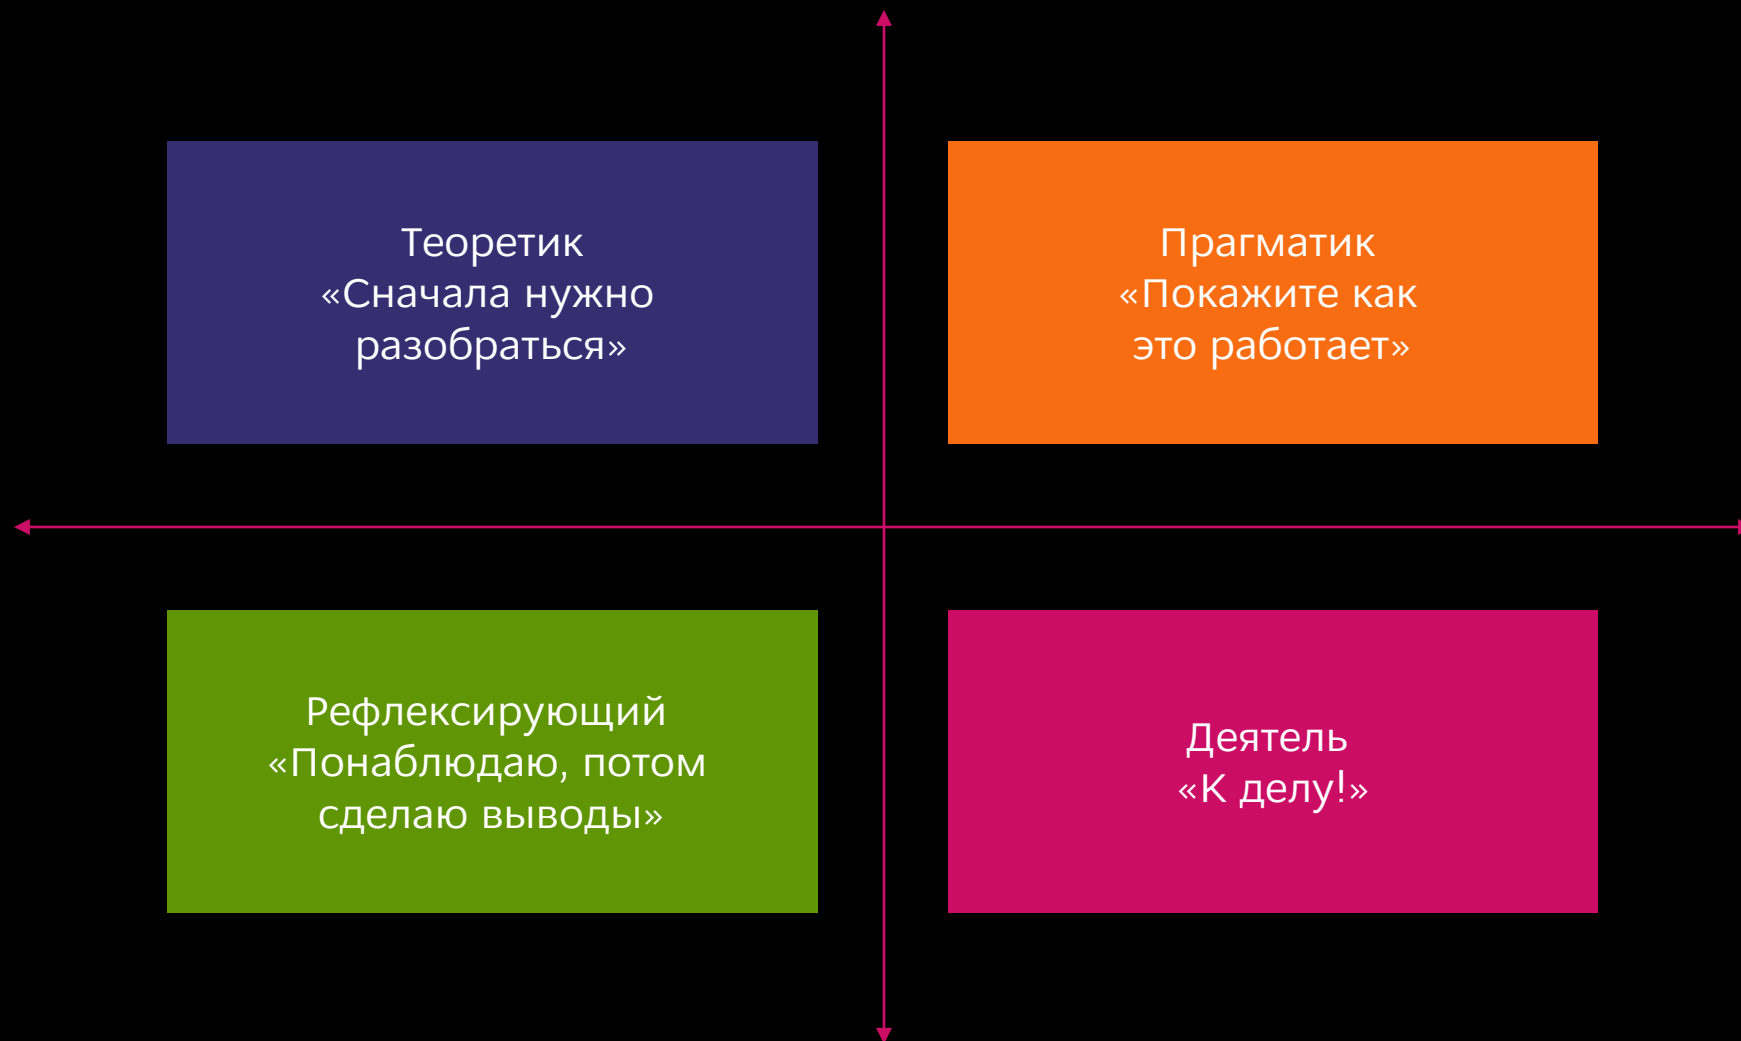 Теоретик
«Сначала нужно
разобраться»
Прагматик
«Покажите как
это работает»
Рефлексирующий
«Понаблюдаю, потом
сделаю выводы»
Деятель
«К делу!»